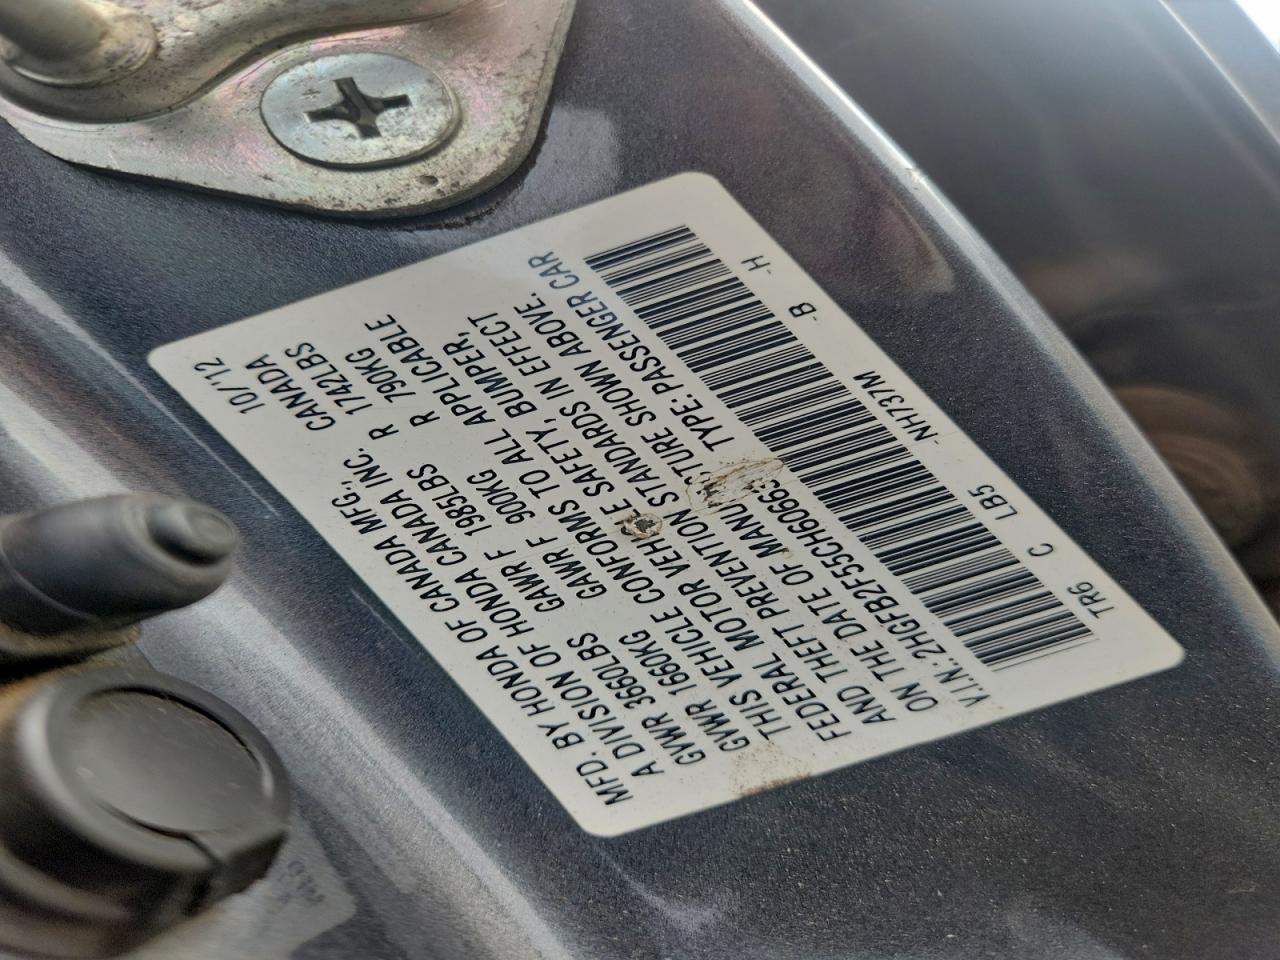 MFD. BY HONDA OF CANADA MFG., CANADA 10/'12
A DIVISION OF HONDA CANADA INC.
GVWR 3660LBS GAWR F 1985LBS R 1742LBS
GVWR 1660KG GAWR F 900KG R 790KG
THIS VEHICLE CONFORMS TO ALL APPLICABLE
FEDERAL MOTOR VEHICLE SAFETY, BUMPER,
AND THEFT PREVENTION STANDARDS IN EFFECT
ON THE DATE OF MANU TURE SHOWN ABOVE.
V.I.N.: TYPE: PASSENGER CAR
TR6 C LB5 NH737M -B -H